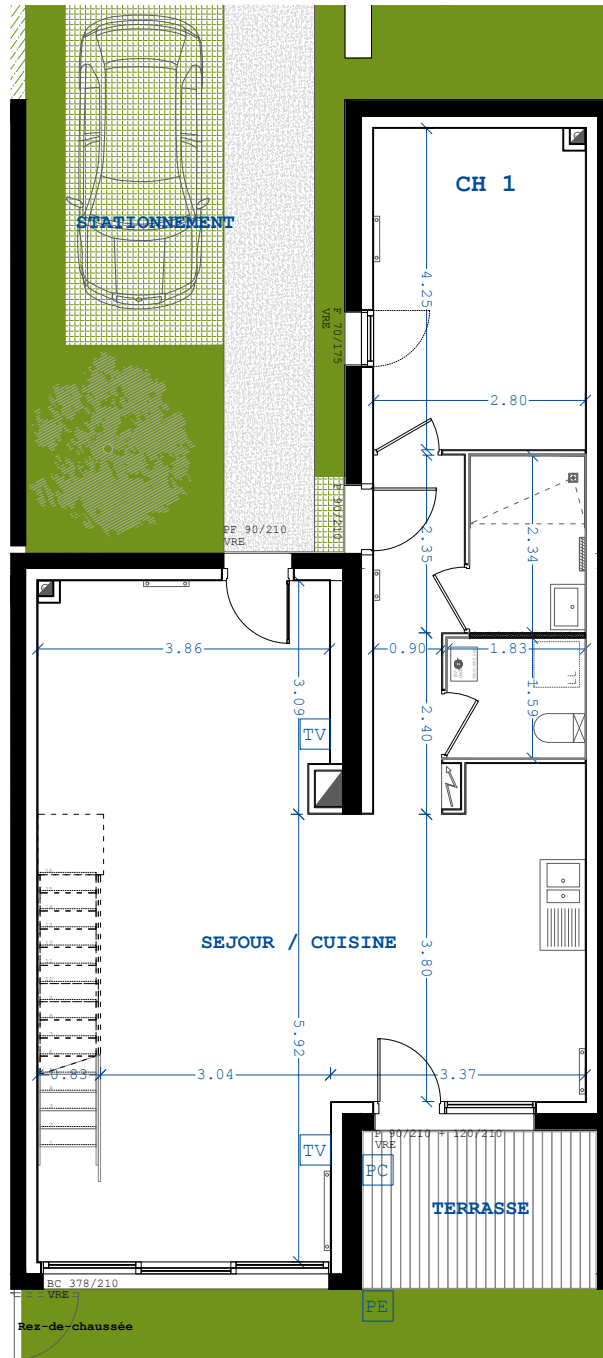 CH 1
STATIONNEMENT
4.25
F 70/175
VRE
2.80
P 90/210
PF 90/210
VRE
2.35
2.34
3.86
0.90
1.83
3.09
2.40
1.59
TV
SEJOUR / CUISINE
3.80
5.92
0.83
3.04
3.37
P 90/210 + 120/210
VRE
TV
PC
TERRASSE
BC 378/210
VRE
PE
Rez-de-chaussée